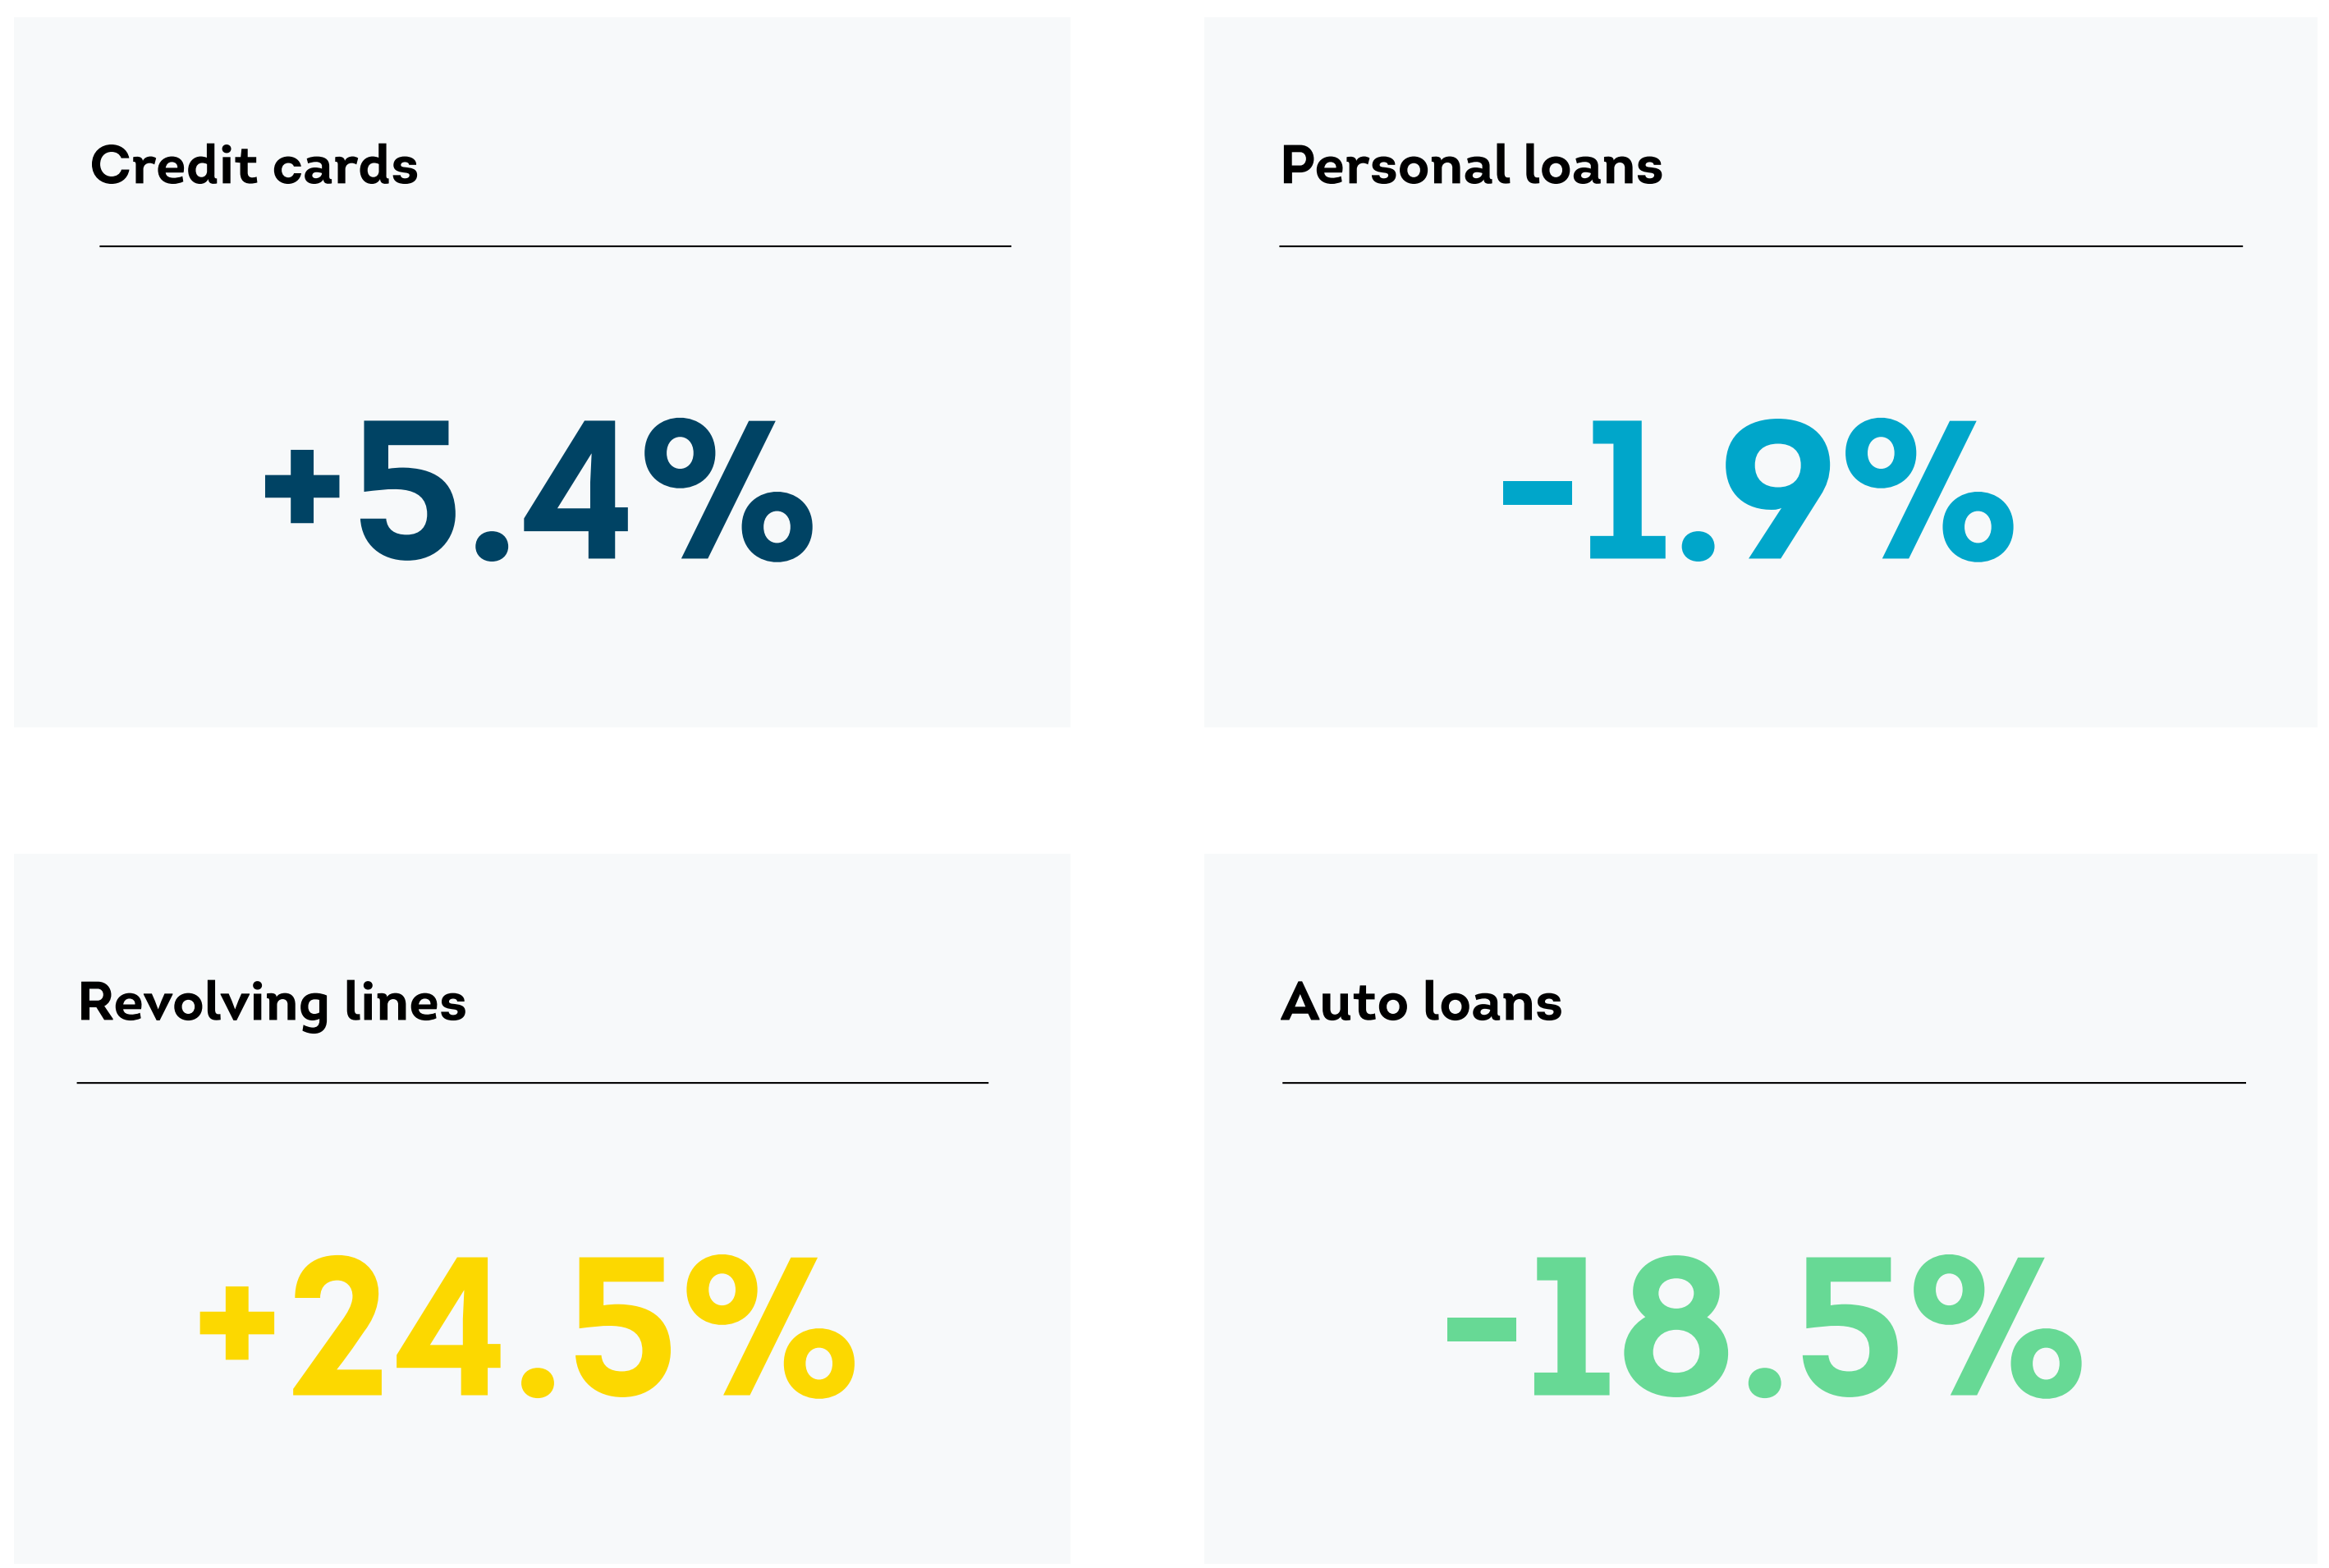 Credit cards
+5.4%
Personal loans
-1.9%
Revolving lines
+24.5%
Auto loans
-18.5%